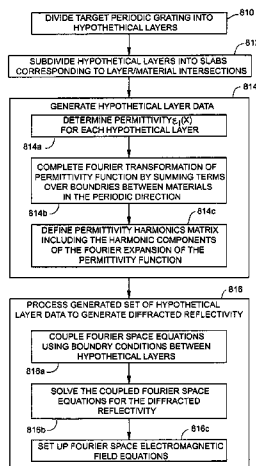 DIVIDE TARGET PERIODIC GRATING INTO
HYPOTHETHICAL LAYERS
810
812
SUBDIVIDE HYPOTHETICAL LAYERS INTO SLABS
CORRESPONDING TO LAYER/MATERIAL INTERSECTIONS
814
GENERATE HYPOTHETICAL LAYER DATA
DETERMINE PERMITTIVITY εl(X)
FOR EACH HYPOTHETICAL LAYER
814a
COMPLETE FOURIER TRANSFORMATION OF
PERMITTIVITY FUNCTION BY SUMMING TERMS
OVER BOUNDRIES BETWEEN MATERIALS
IN THE PERIODIC DIRECTION
814b
814c
DEFINE PERMITTIVITY HARMONICS MATRIX
INCLUDING THE HARMONIC COMPONENTS
OF THE FOURIER EXPANSION OF THE
PERMITTIVITY FUNCTION
816
PROCESS GENERATED SET OF HYPOTHETICAL
LAYER DATA TO GENERATE DIFFRACTED REFLECTIVITY
COUPLE FOURIER SPACE EQUATIONS
USING BOUNDRY CONDITIONS BETWEEN
HYPOTHETICAL LAYERS
816a
SOLVE THE COUPLED FOURIER SPACE
EQUATIONS FOR THE DIFFRACTED
REFLECTIVITY
816b
816c
SET UP FOURIER SPACE ELECTROMAGNETIC
FIELD EQUATIONS